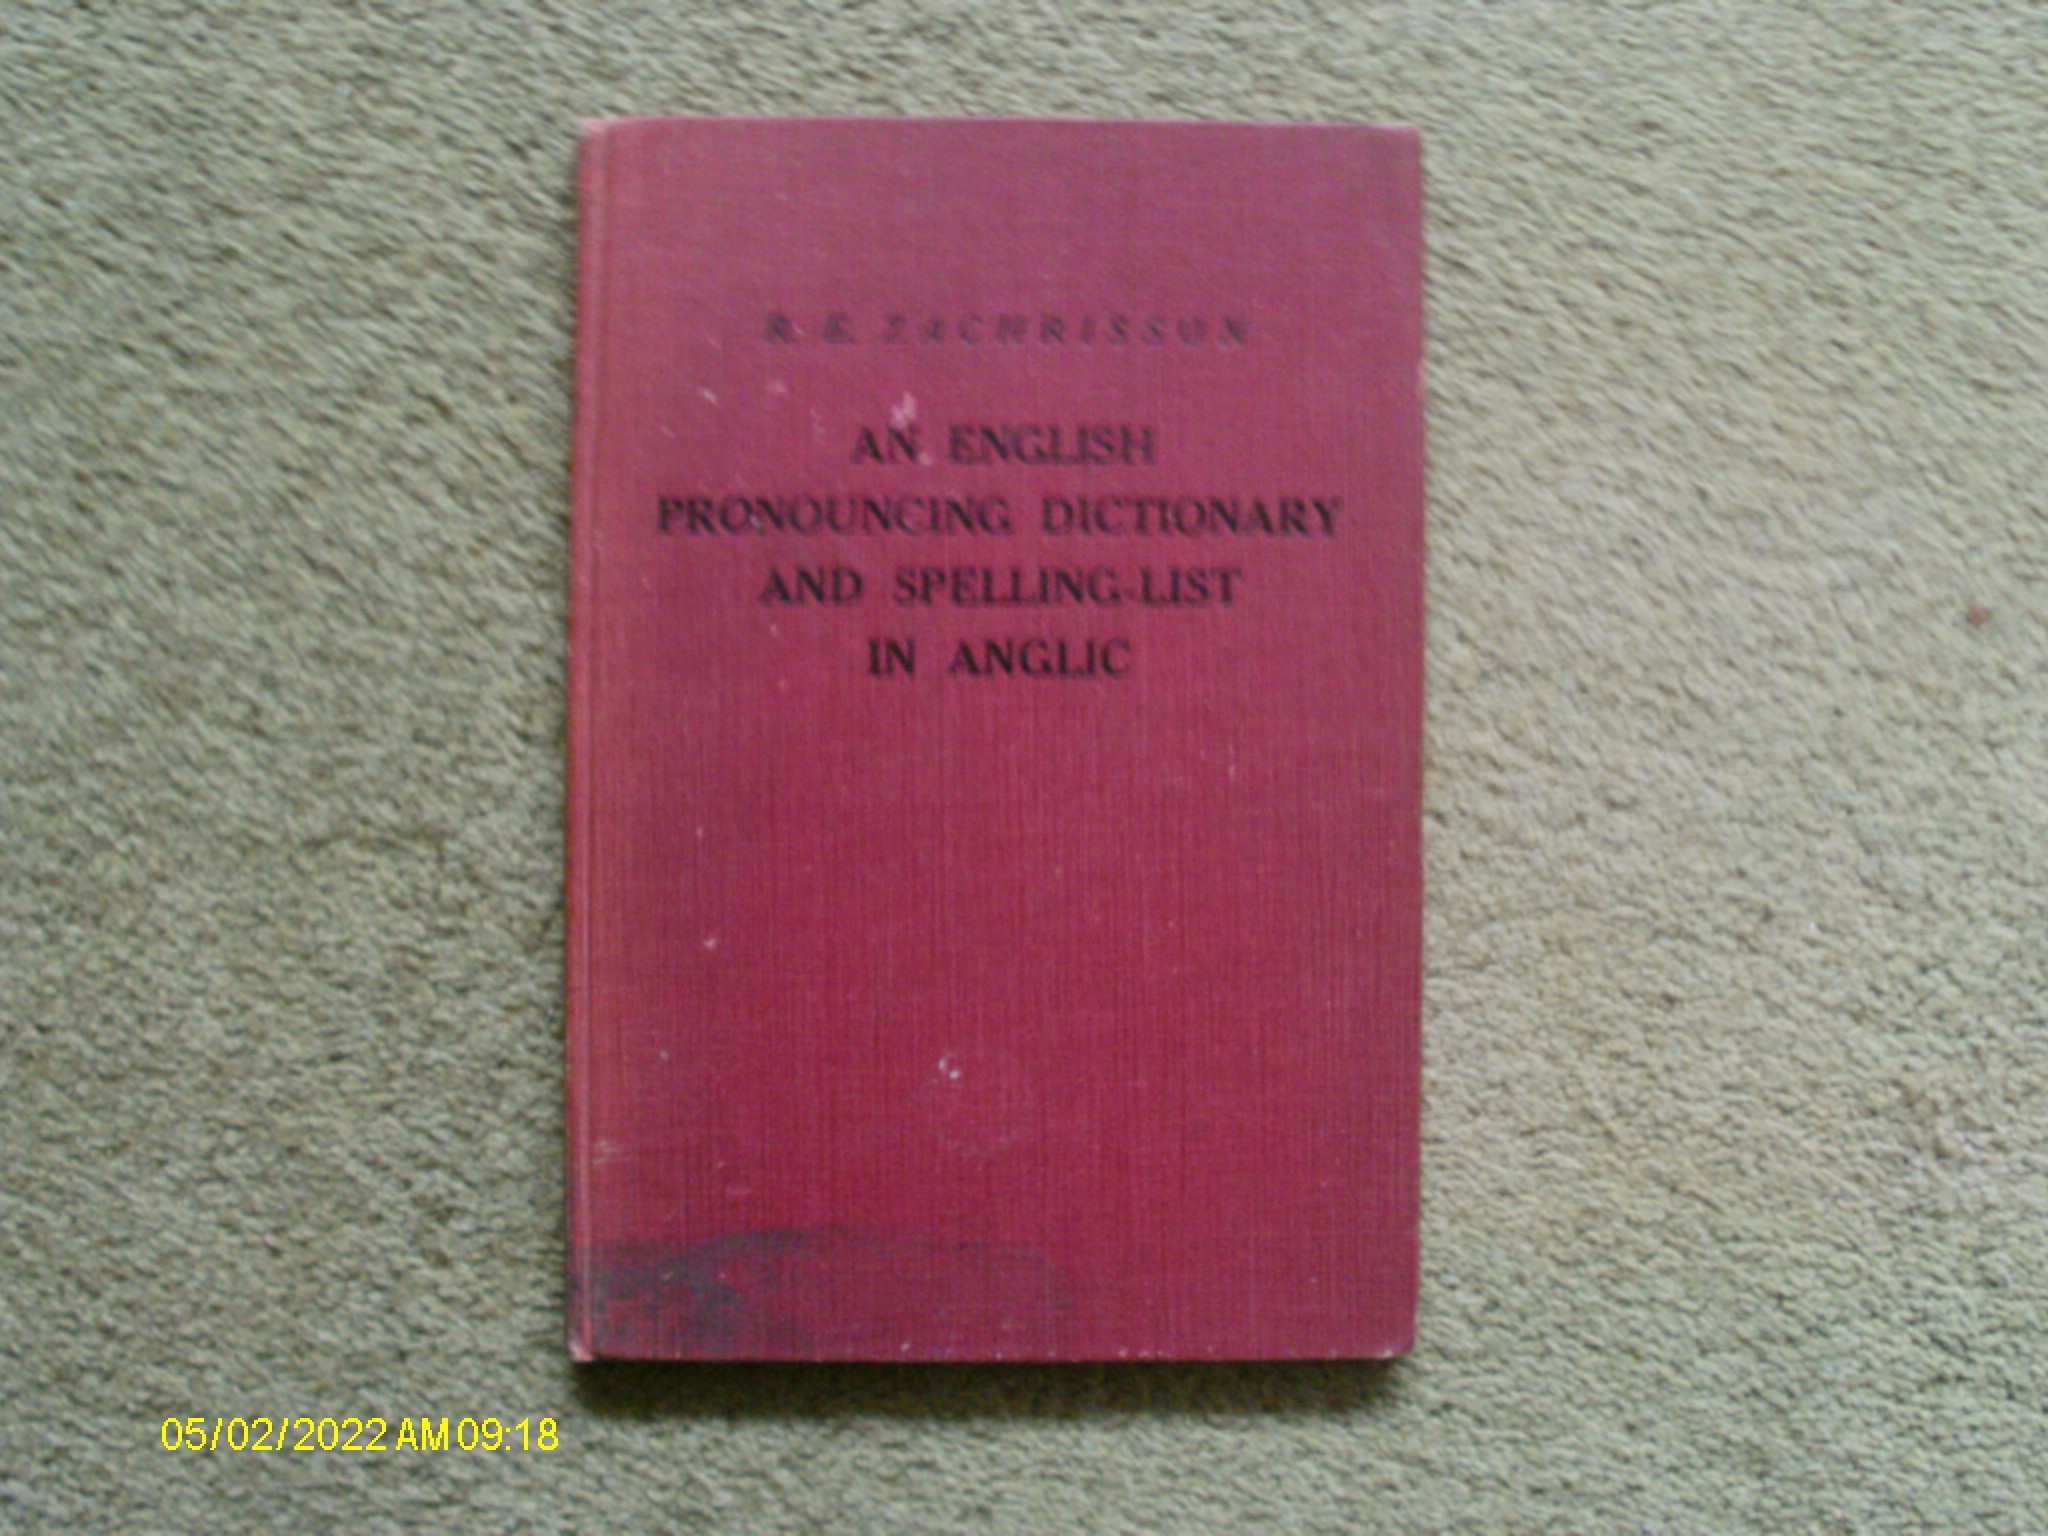 R. E. ZACHRISSON
AN ENGLISH
PRONOUNCING DICTIONARY
AND SPELLING-LIST
IN ANGLIC
05/02/2022 AM 09:18